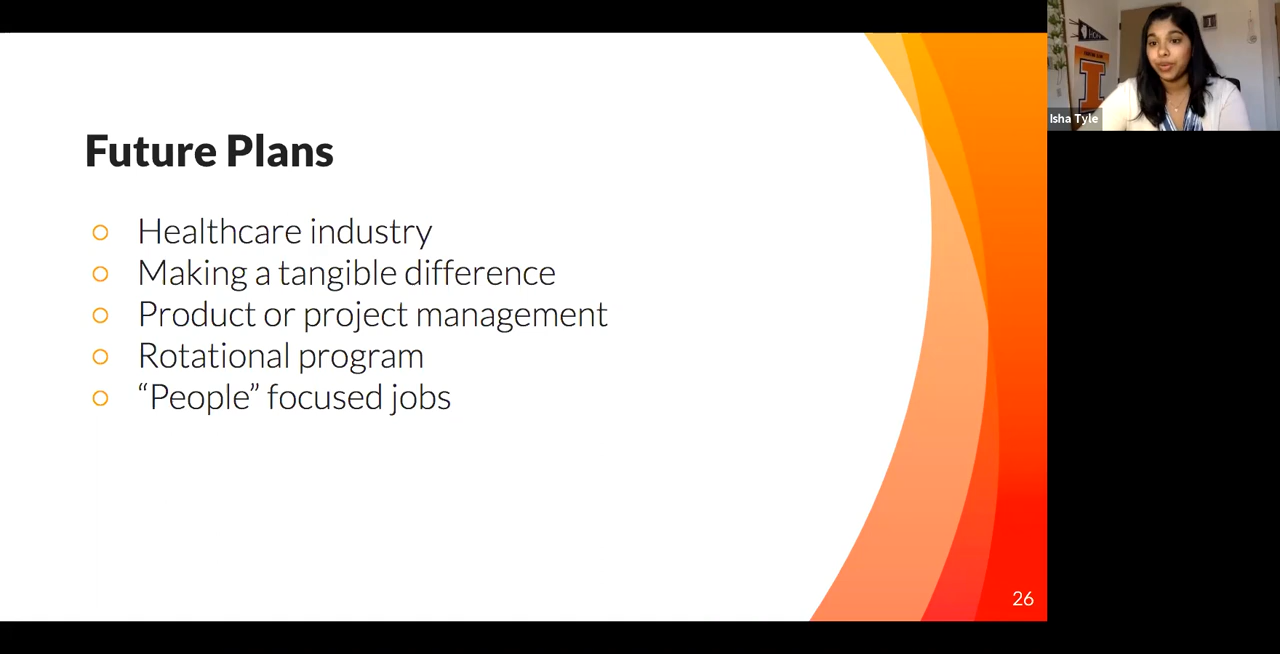 Future Plans
Healthcare industry
Making a tangible difference
Product or project management
Rotational program
“People” focused jobs
26
Isha Tyle
I